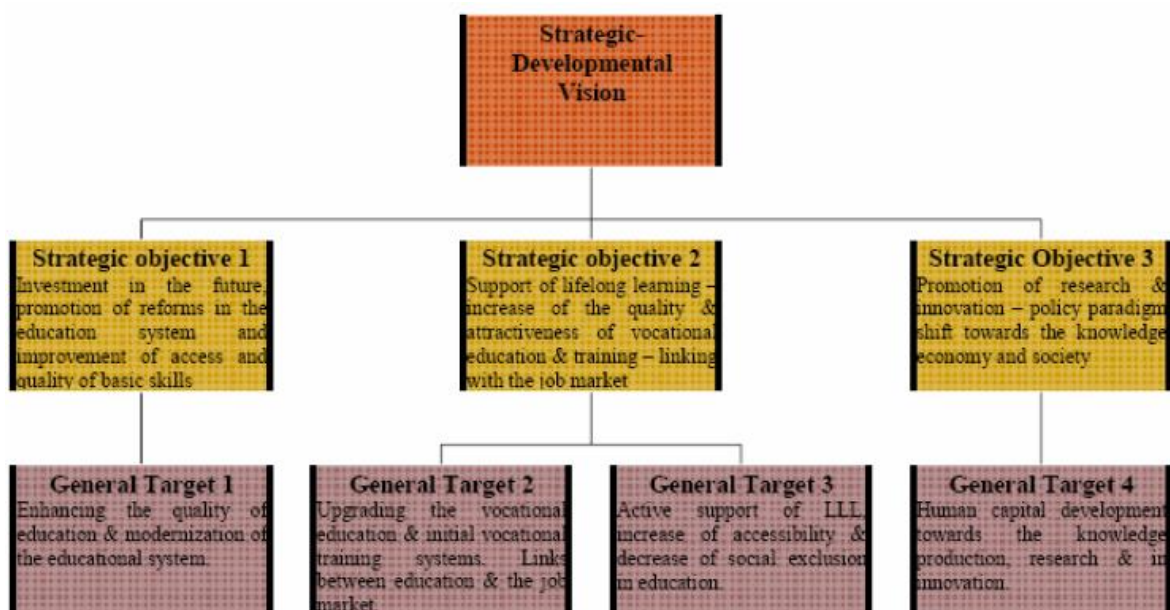 Strategic-
Developmental
Vision
Strategic objective 1
Investment in the future,
promotion of reforms in the
education system and
improvement of access and
quality of basic skills
Strategic objective 2
Support of lifelong learning –
increase of the quality &
attractiveness of vocational
education & training – linking
with the job market
Strategic Objective 3
Promotion of research &
innovation – policy paradigm
shift towards the knowledge
economy and society
General Target 1
Enhancing the quality of
education & modernization of
the educational system.
General Target 2
Upgrading the vocational
education & initial vocational
training systems. Links
between education & the job
market
General Target 3
Active support of LLL,
increase of accessibility &
decrease of social exclusion
in education.
General Target 4
Human capital development
towards the knowledge
production, research & in
innovation.